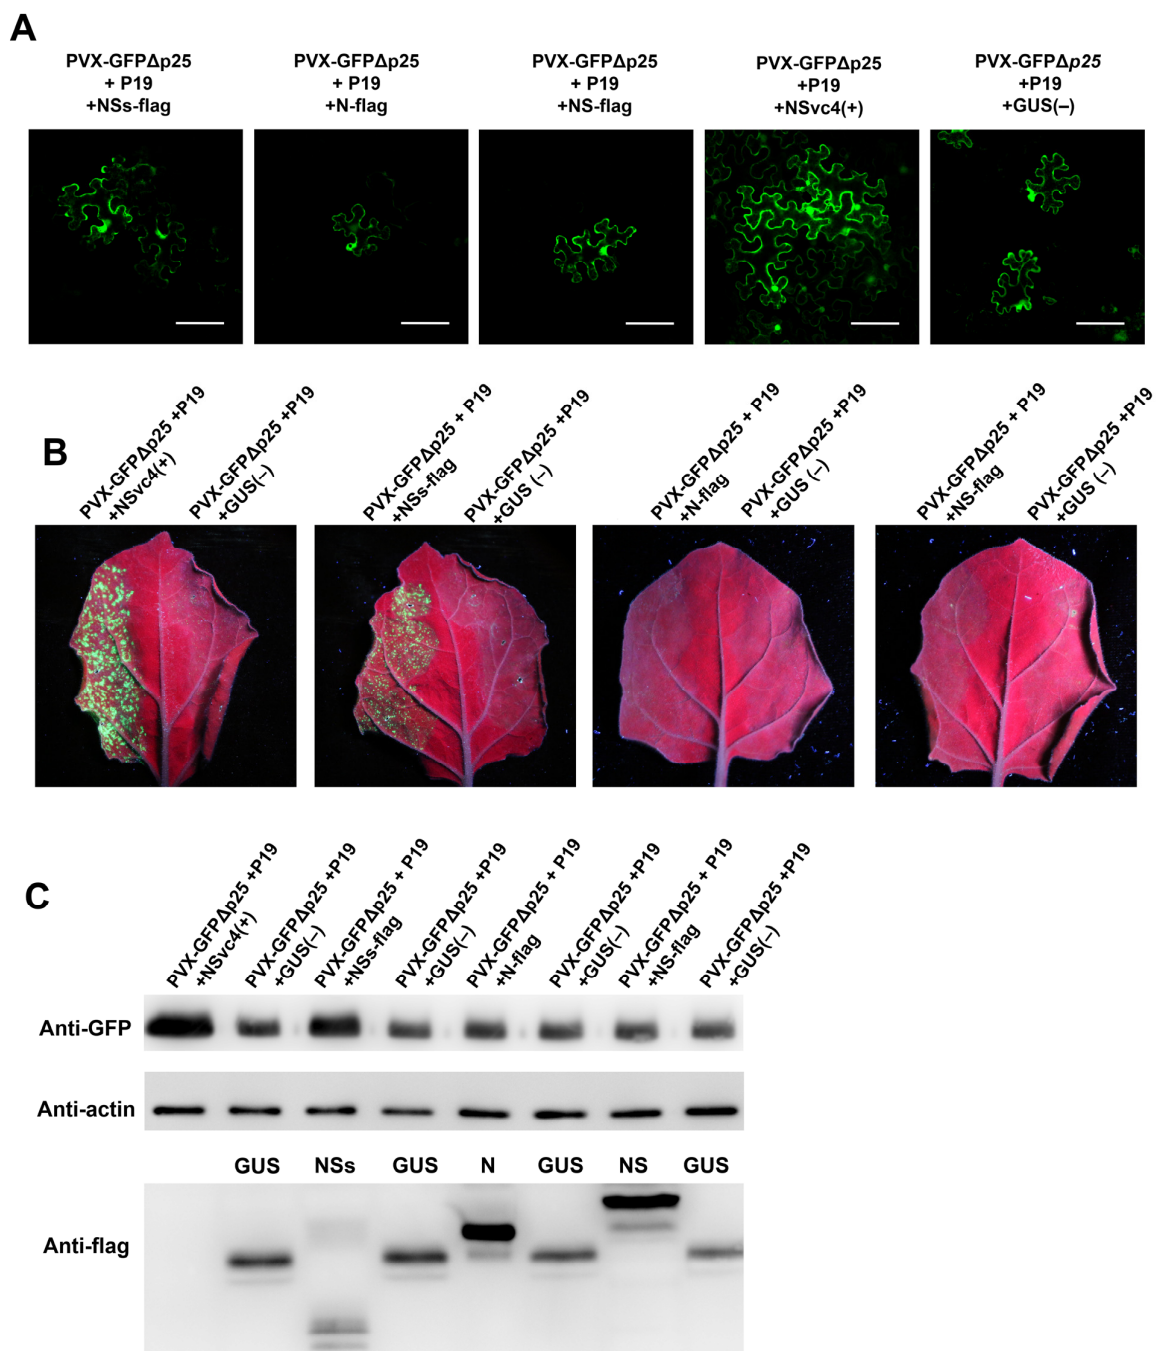 A
PVX-GFPΔp25
+ P19
+NSs-flag
PVX-GFPΔp25
+ P19
+N-flag
PVX-GFPΔp25
+ P19
+NS-flag
PVX-GFPΔp25
+P19
+NSvc4(+)
PVX-GFPΔp25
+P19
+GUS(–)
B
PVX-GFPΔp25 +P19
+NSvc4(+)
PVX-GFPΔp25 +P19
+GUS(–)
PVX-GFPΔp25 + P19
+NSs-flag
PVX-GFPΔp25 +P19
+GUS (–)
PVX-GFPΔp25 + P19
+N-flag
PVX-GFPΔp25 +P19
+GUS (–)
PVX-GFPΔp25 + P19
+NS-flag
PVX-GFPΔp25 +P19
+GUS (–)
C
PVX-GFPΔp25 +P19
+NSvc4(+)
PVX-GFPΔp25 +P19
+GUS(–)
PVX-GFPΔp25 + P19
+NSs-flag
PVX-GFPΔp25 +P19
+GUS(–)
PVX-GFPΔp25 + P19
+N-flag
PVX-GFPΔp25 +P19
+GUS(–)
PVX-GFPΔp25 + P19
+NS-flag
PVX-GFPΔp25 +P19
+GUS(–)
Anti-GFP
Anti-actin
GUS NSs GUS N GUS NS GUS
Anti-flag